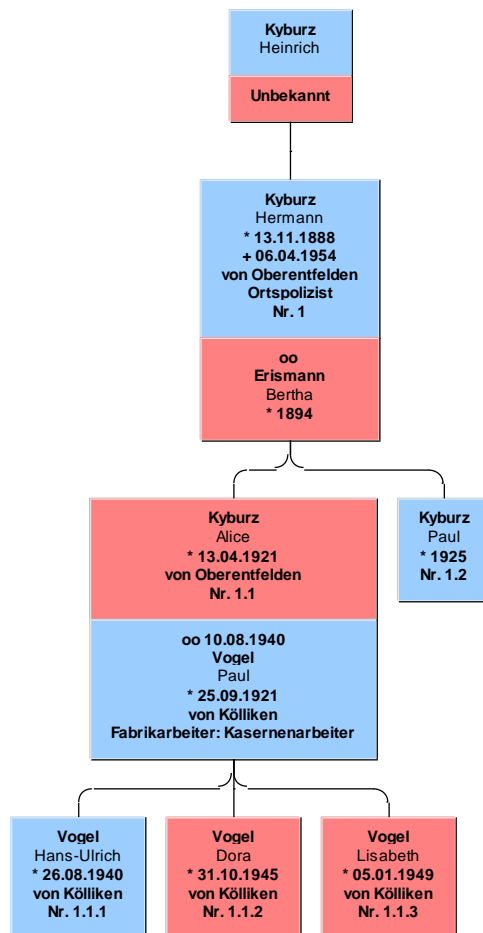 Kyburz
Heinrich
Unbekannt
Kyburz
Hermann
* 13.11.1888
+ 06.04.1954
von Oberentfelden
Ortspolizist
Nr. 1
oo
Erismann
Bertha
* 1894
Kyburz
Alice
* 13.04.1921
von Oberentfelden
Nr. 1.1
oo 10.08.1940
Vogel
Paul
* 25.09.1921
von Kölliken
Fabrikarbeiter: Kasernenarbeiter
Kyburz
Paul
* 1925
Nr. 1.2
Vogel
Hans-Ulrich
* 26.08.1940
von Kölliken
Nr. 1.1.1
Vogel
Dora
* 31.10.1945
von Kölliken
Nr. 1.1.2
Vogel
Lisabeth
* 05.01.1949
von Kölliken
Nr. 1.1.3